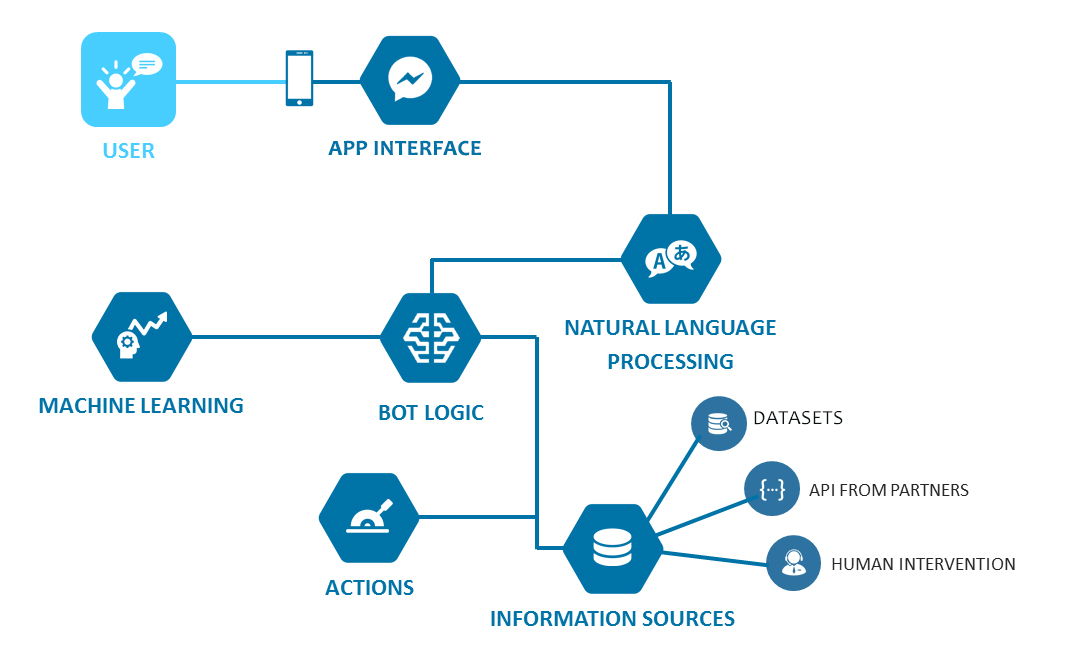 USER
APP INTERFACE
A あ
NATURAL LANGUAGE
PROCESSING
MACHINE LEARNING
BOT LOGIC
DATASETS
{...}
API FROM PARTNERS
HUMAN INTERVENTION
ACTIONS
INFORMATION SOURCES